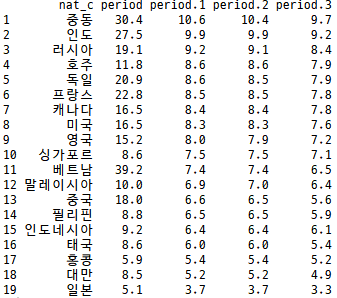 nat_c period period.1 period.2 period.3
1 중동 30.4 10.6 10.4 9.7
2 인도 27.5 9.9 9.9 9.2
3 러시아 19.1 9.2 9.1 8.4
4 호주 11.8 8.6 8.6 7.9
5 독일 20.9 8.6 8.5 7.9
6 프랑스 22.8 8.5 8.5 7.8
7 캐나다 16.5 8.4 8.4 7.8
8 미국 16.5 8.3 8.3 7.6
9 영국 15.2 8.0 7.9 7.2
10 싱가포르 8.6 7.5 7.5 7.1
11 베트남 39.2 7.4 7.4 6.5
12 말레이시아 10.0 6.9 7.0 6.4
13 중국 18.0 6.6 6.5 5.6
14 필리핀 8.8 6.5 6.5 5.9
15 인도네시아 9.2 6.4 6.4 6.1
16 태국 8.6 6.0 6.0 5.4
17 홍콩 5.9 5.4 5.4 5.2
18 대만 8.5 5.2 5.2 4.9
19 일본 5.1 3.7 3.7 3.3